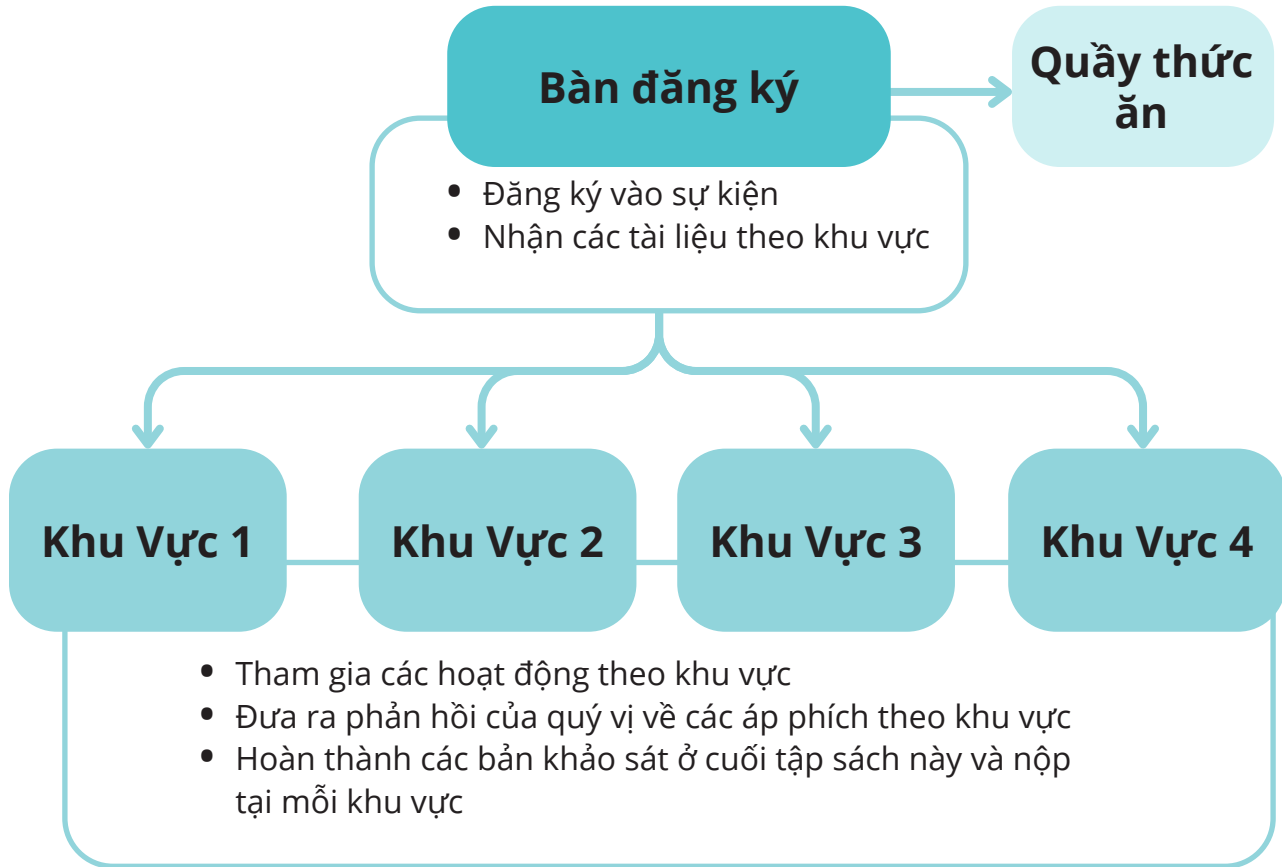 Bàn đăng ký
Quầy thức
ăn
• Đăng ký vào sự kiện
• Nhận các tài liệu theo khu vực
Khu Vực 1
Khu Vực 2
Khu Vực 3
Khu Vực 4
• Tham gia các hoạt động theo khu vực
• Đưa ra phản hồi của quý vị về các áp phích theo khu vực
• Hoàn thành các bản khảo sát ở cuối tập sách này và nộp
tại mỗi khu vực